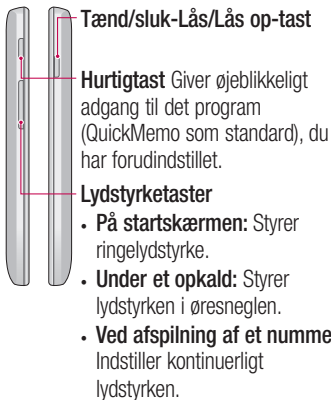 Tænd/sluk-Lås/Lås op-tast
Hurtigtast Giver øjeblikkeligt
adgang til det program
(QuickMemo som standard), du
har forudindstillet.
Lydstyrketaster
• På startskærmen: Styrer
ringelydstyrke.
• Under et opkald: Styrer
lydstyrken i øresneglen.
• Ved afspilning af et numme
Indstiller kontinuerligt
lydstyrken.